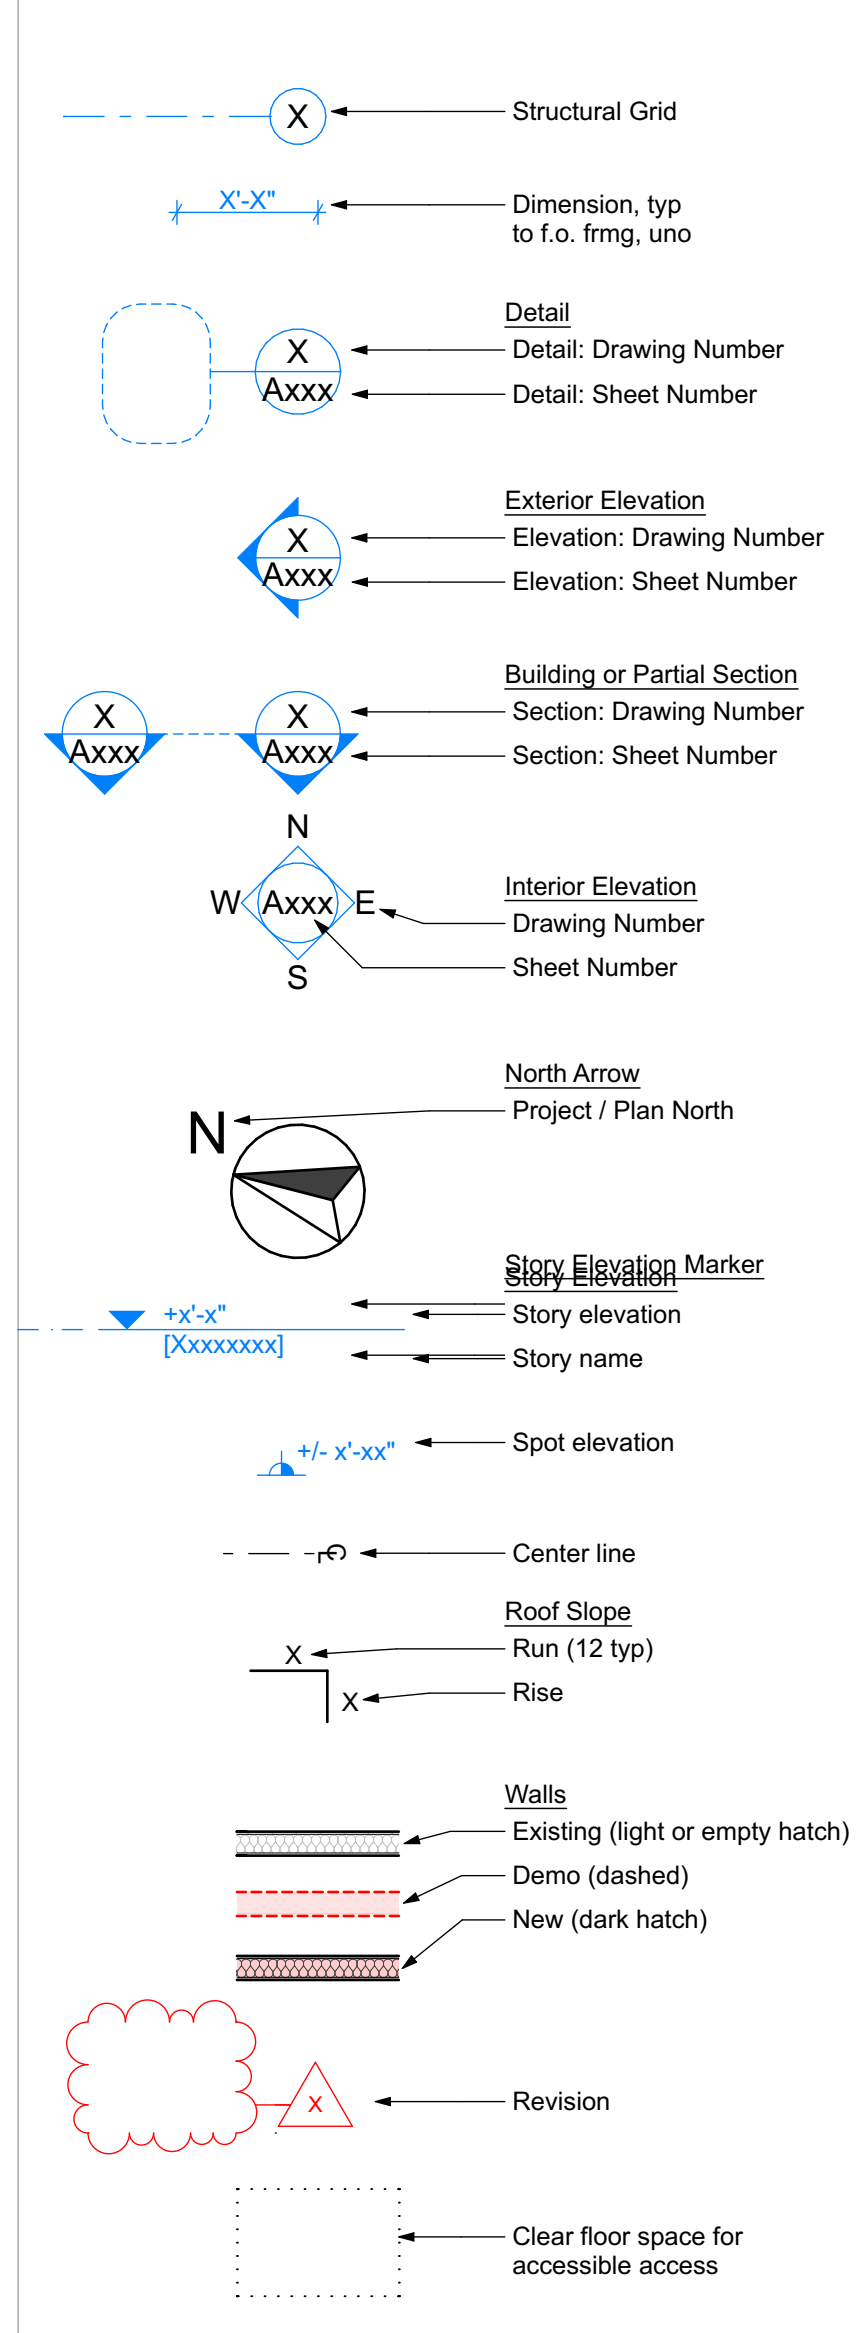 X
Structural Grid
X'-X"
Dimension, typ
to f.o. frmg, uno
Detail
X
Detail: Drawing Number
Axxx
Detail: Sheet Number
Exterior Elevation
X
Elevation: Drawing Number
Axxx
Elevation: Sheet Number
Building or Partial Section
X
X
Section: Drawing Number
Axxx
Axxx
Section: Sheet Number
N
Interior Elevation
W
Axxx
E
Drawing Number
S
Sheet Number
North Arrow
N
Project / Plan North
Story Elevation Marker
Story Elevation
+x'-x"
Story elevation
[Xxxxxxxx]
Story name
+/- x'-xx"
Spot elevation
CL
Center line
Roof Slope
X
Run (12 typ)
X
Rise
Walls
Existing (light or empty hatch)
Demo (dashed)
New (dark hatch)
x
Revision
Clear floor space for
accessible access